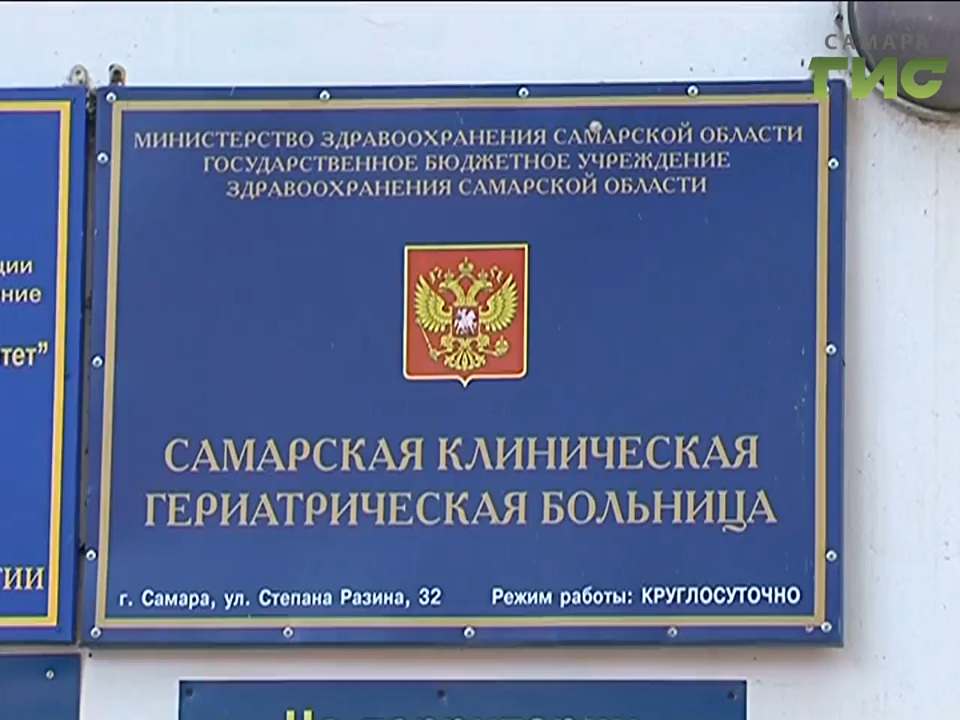 САМАРА
ГИС
МИНИСТЕРСТВО ЗДРАВООХРАНЕНИЯ САМАРСКОЙ ОБЛАСТИ
ГОСУДАРСТВЕННОЕ БЮДЖЕТНОЕ УЧРЕЖДЕНИЕ
ЗДРАВООХРАНЕНИЯ САМАРСКОЙ ОБЛАСТИ
САМАРСКАЯ КЛИНИЧЕСКАЯ
ГЕРИАТРИЧЕСКАЯ БОЛЬНИЦА
г. Самара, ул. Степана Разина, 32
Режим работы: КРУГЛОСУТОЧНО